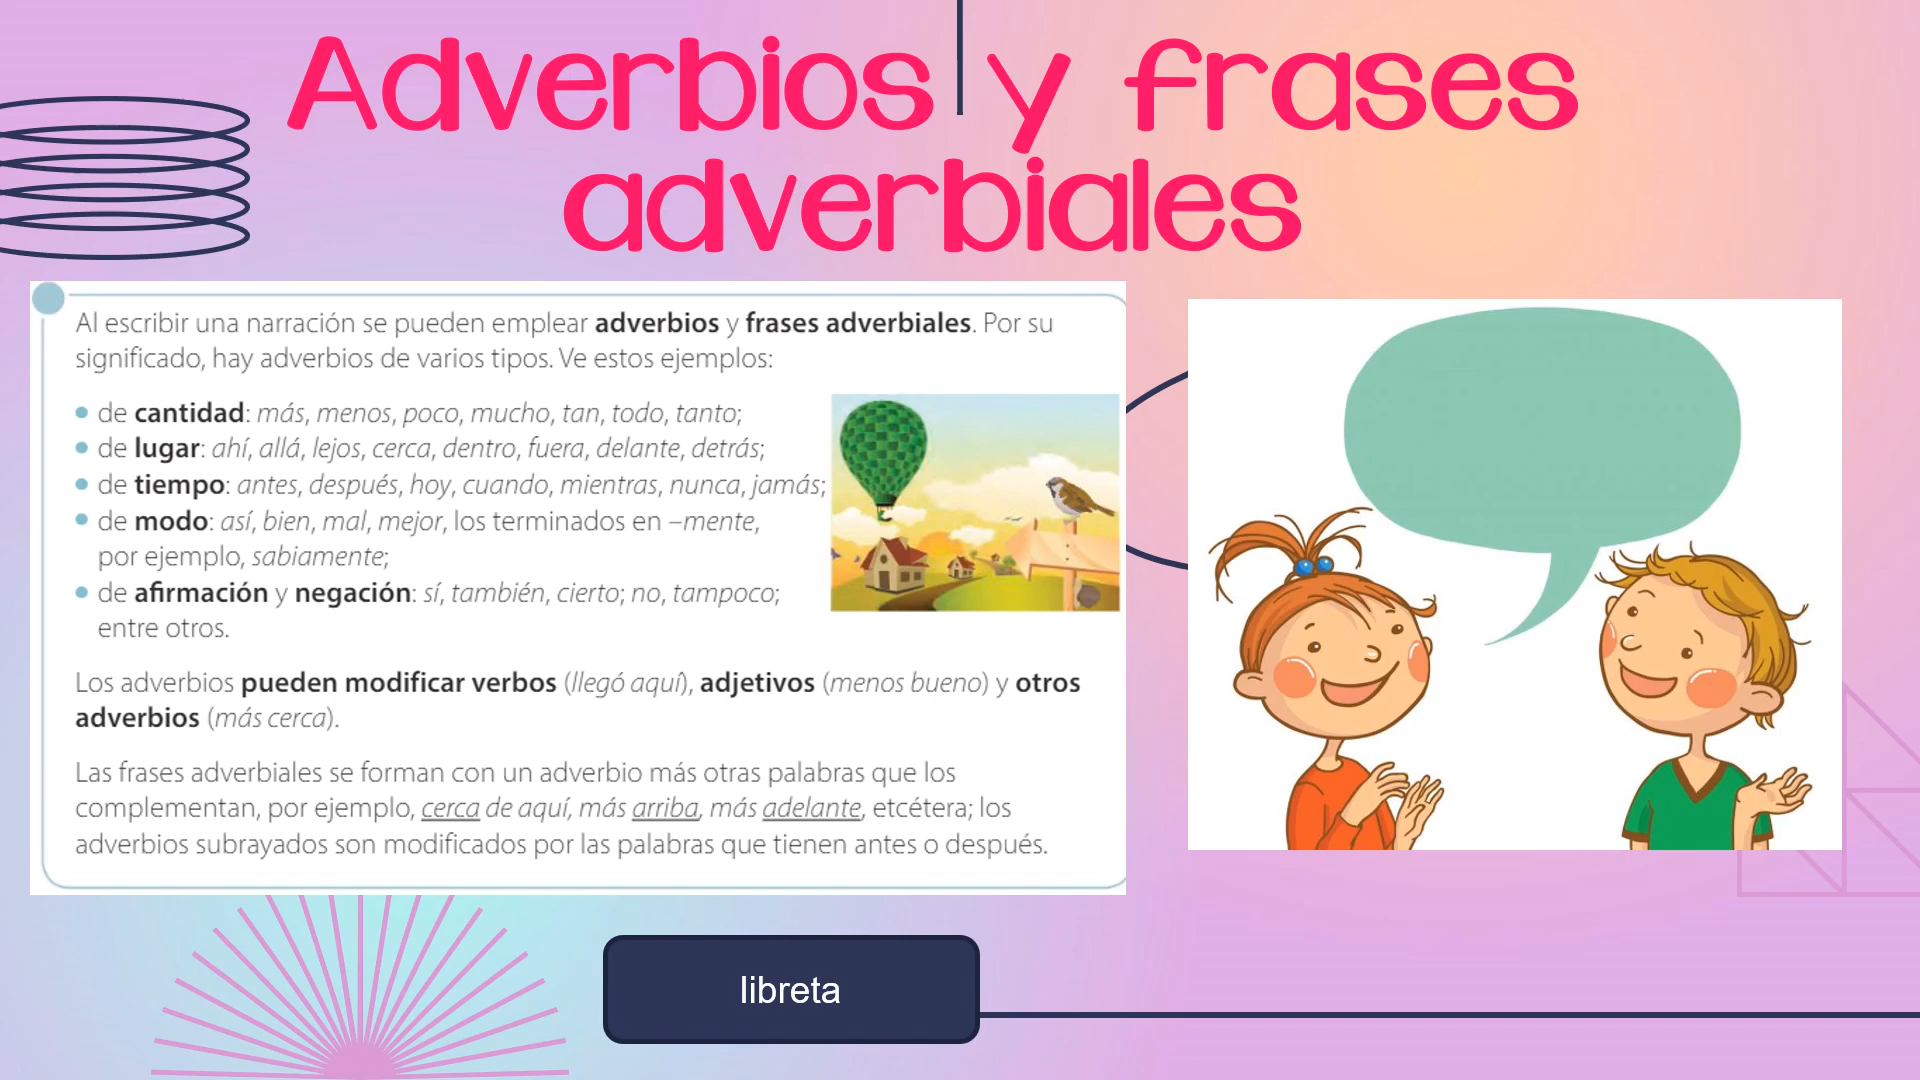 Adverbios y frases
adverbiales
Al escribir una narración se pueden emplear adverbios y frases adverbiales. Por su
significado, hay adverbios de varios tipos. Ve estos ejemplos:
• de cantidad: más, menos, poco, mucho, tan, todo, tanto;
• de lugar: ahí, allá, lejos, cerca, dentro, fuera, delante, detrás;
• de tiempo: antes, después, hoy, cuando, mientras, nunca, jamás;
• de modo: así, bien, mal, mejor, los terminados en –mente,
por ejemplo, sabiamente;
• de afirmación y negación: sí, también, cierto; no, tampoco;
entre otros.
Los adverbios pueden modificar verbos (llegó aquí), adjetivos (menos bueno) y otros
adverbios (más cerca).
Las frases adverbiales se forman con un adverbio más otras palabras que los
complementan, por ejemplo, cerca de aquí, más arriba, más adelante, etcétera; los
adverbios subrayados son modificados por las palabras que tienen antes o después.
libreta